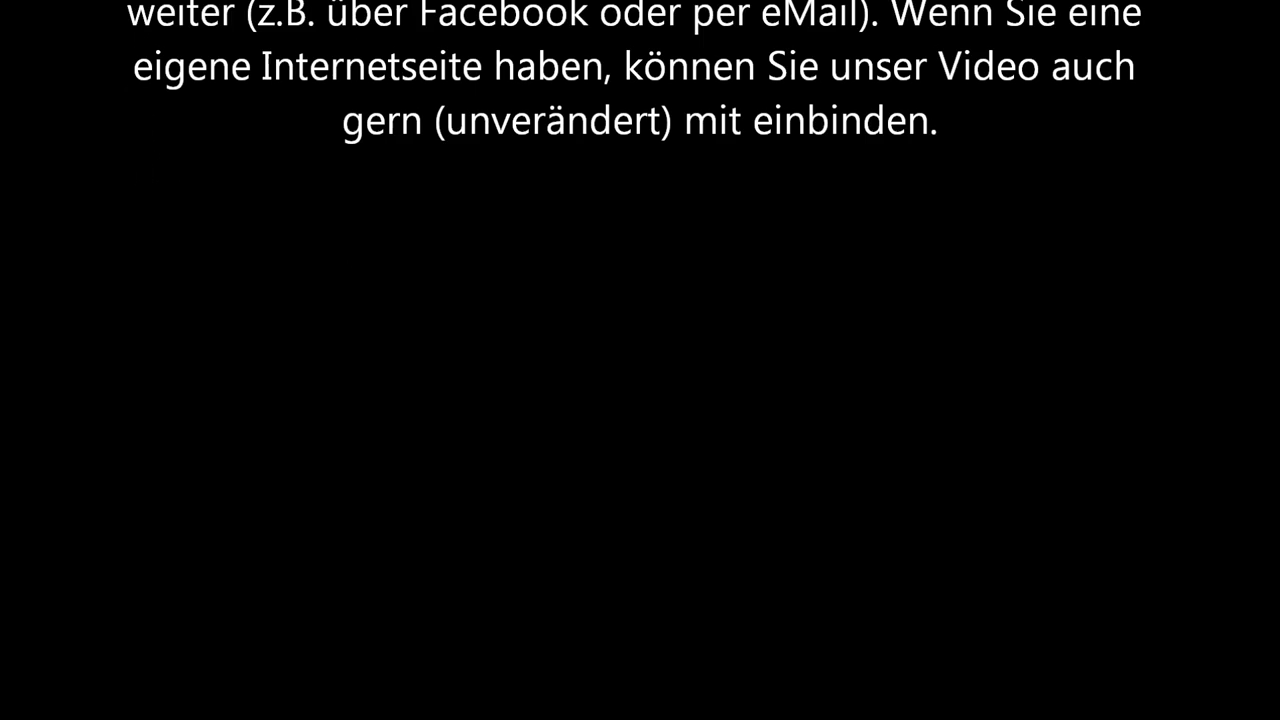 weiter (z.B. über Facebook oder per eMail). Wenn Sie eine
eigene Internetseite haben, können Sie unser Video auch
gern (unverändert) mit einbinden.